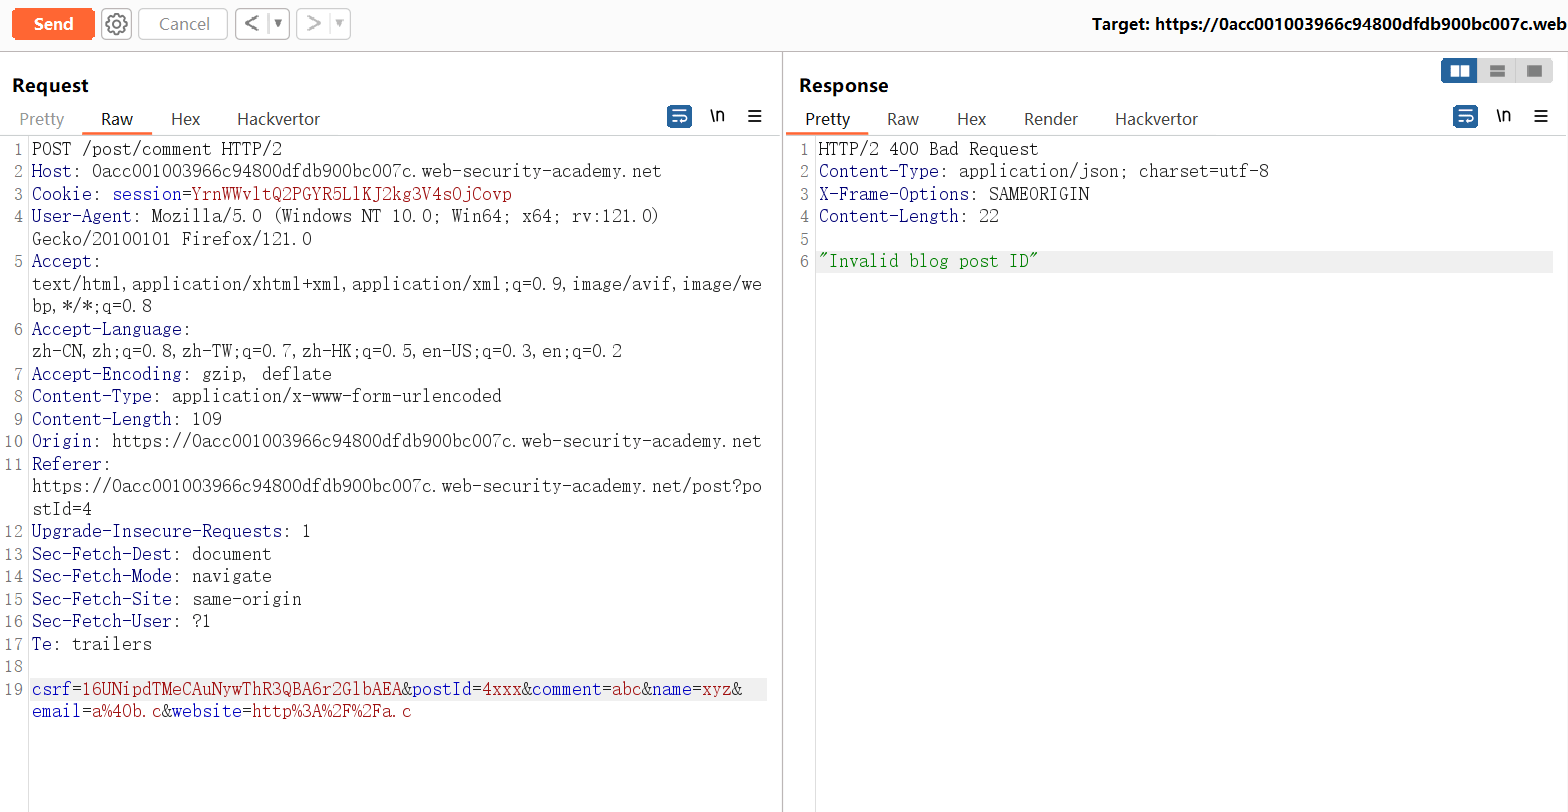 Send
Cancel
< ▼
> ▼
Target: https://0acc001003966c94800dfdb900bc007c.web
Request
Pretty Raw Hex Hackvertor
\n
1 POST /post/comment HTTP/2
2 Host: 0acc001003966c94800dfdb900bc007c.web-security-academy.net
3 Cookie: session=YrnWWvltQ2PGYR5LlKJ2kg3V4sOjCovp
4 User-Agent: Mozilla/5.0 (Windows NT 10.0; Win64; x64; rv:121.0)
Gecko/20100101 Firefox/121.0
5 Accept:
text/html,application/xhtml+xml,application/xml;q=0.9,image/avif,image/we
bp,*/*;q=0.8
6 Accept-Language:
zh-CN,zh;q=0.8,zh-TW;q=0.7,zh-HK;q=0.5,en-US;q=0.3,en;q=0.2
7 Accept-Encoding: gzip, deflate
8 Content-Type: application/x-www-form-urlencoded
9 Content-Length: 109
10 Origin: https://0acc001003966c94800dfdb900bc007c.web-security-academy.net
11 Referer:
https://0acc001003966c94800dfdb900bc007c.web-security-academy.net/post?po
stId=4
12 Upgrade-Insecure-Requests: 1
13 Sec-Fetch-Dest: document
14 Sec-Fetch-Mode: navigate
15 Sec-Fetch-Site: same-origin
16 Sec-Fetch-User: ?1
17 Te: trailers
18
19 csrf=16UNipdTMeCAuNywThR3QBA6r2GlbAEA&postId=4xxx&comment=abc&name=xyz&
email=a%40b.c&website=http%3A%2F%2Fa.c
Response
Pretty Raw Hex Render Hackvertor
\n
1 HTTP/2 400 Bad Request
2 Content-Type: application/json; charset=utf-8
3 X-Frame-Options: SAMEORIGIN
4 Content-Length: 22
5
6 "Invalid blog post ID"